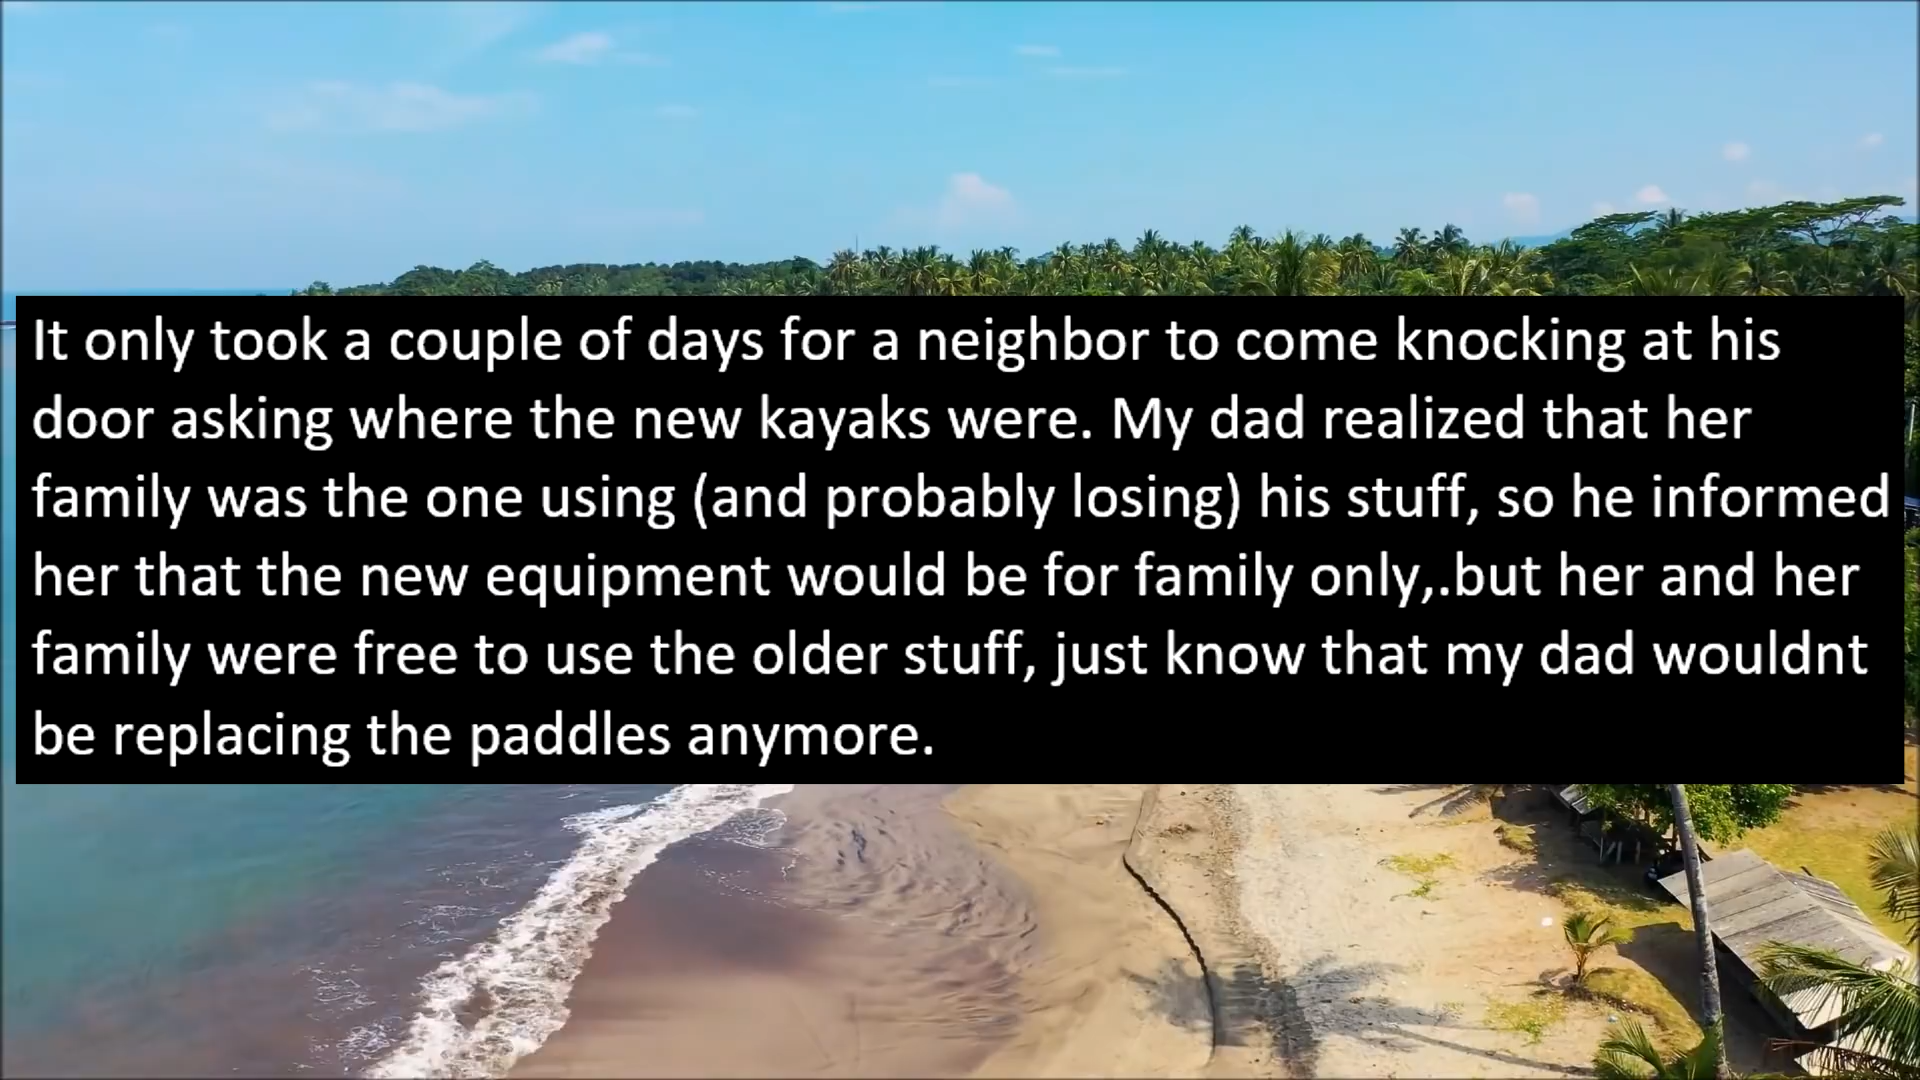 It only took a couple of days for a neighbor to come knocking at his
door asking where the new kayaks were. My dad realized that her
family was the one using (and probably losing) his stuff, so he informed
her that the new equipment would be for family only,.but her and her
family were free to use the older stuff, just know that my dad wouldnt
be replacing the paddles anymore.